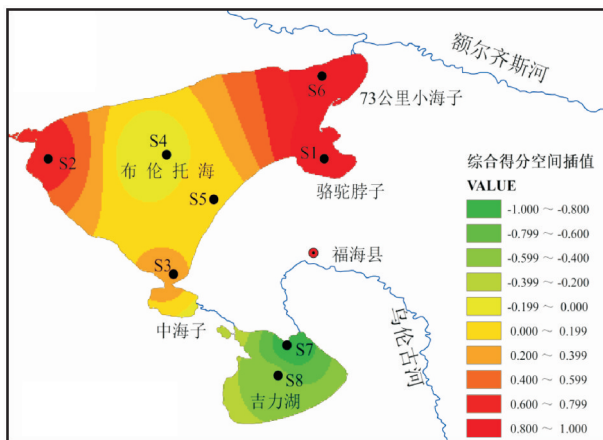 额尔齐斯河
S6
73公里小海子
S4
S2
S1
布伦托海
骆驼脖子
S5
S3
福海县
中海子
乌伦古河
S7
S8
吉力湖
综合得分空间插值
VALUE
-1.000～-0.800
-0.799～-0.600
-0.599～-0.400
-0.399～-0.200
-0.199～0.000
0.000～0.199
0.200～0.399
0.400～0.599
0.600～0.799
0.800～1.000